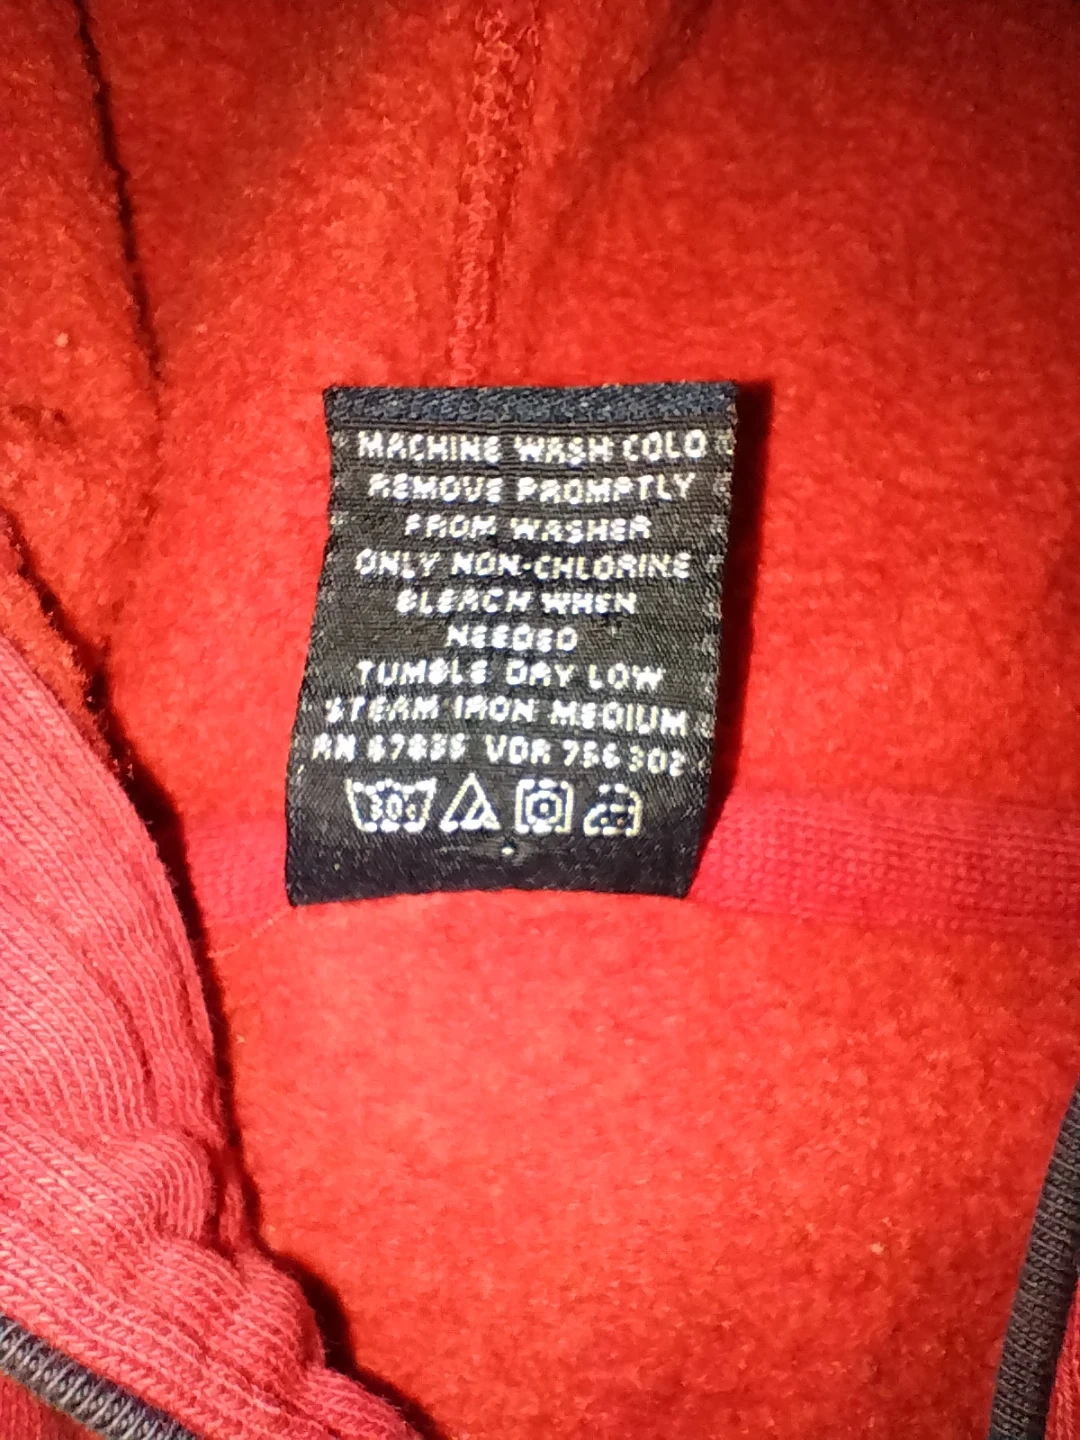 MACHINE WASH COLD
REMOVE PROMPTLY
FROM WASHER
ONLY NON-CHLORINE
BLEACH WHEN
NEEDED
TUMBLE DRY LOW
STEAM IRON MEDIUM
RN 67835 VDR 756302
30c